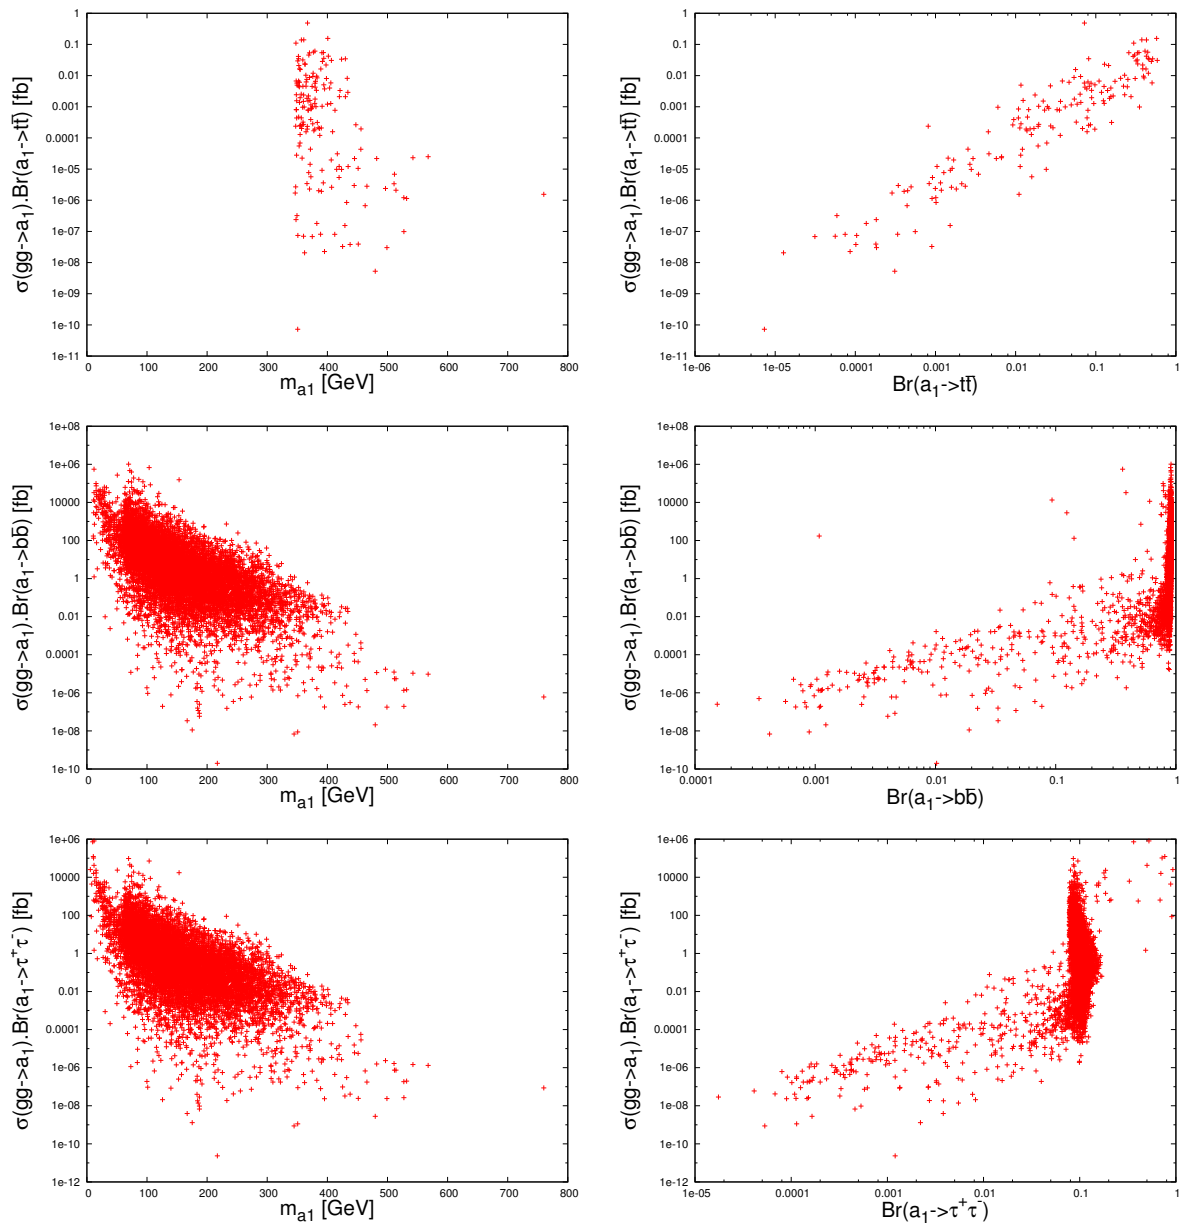 1
0.1
0.01
0.001
0.0001
1e-05
1e-06
1e-07
1e-08
1e-09
1e-10
1e-11
0 100 200 300 400 500 600 700 800
σ(gg->a₁).Br(a₁->tt̄) [fb]
m_a1 [GeV]
1
0.1
0.01
0.001
0.0001
1e-05
1e-06
1e-07
1e-08
1e-09
1e-10
1e-11
1e-06 1e-05 0.0001 0.001 0.01 0.1 1
σ(gg->a₁).Br(a₁->tt̄) [fb]
Br(a₁->tt̄)
1e+08
1e+06
10000
100
1
0.01
0.0001
1e-06
1e-08
1e-10
0 100 200 300 400 500 600 700 800
σ(gg->a₁).Br(a₁->bb̄) [fb]
m_a1 [GeV]
1e+08
1e+06
10000
100
1
0.01
0.0001
1e-06
1e-08
1e-10
0.0001 0.001 0.01 0.1 1
σ(gg->a₁).Br(a₁->bb̄) [fb]
Br(a₁->bb̄)
1e+06
10000
100
1
0.01
0.0001
1e-06
1e-08
1e-10
1e-12
0 100 200 300 400 500 600 700 800
σ(gg->a₁).Br(a₁->τ⁺τ⁻) [fb]
m_a1 [GeV]
1e+06
10000
100
1
0.01
0.0001
1e-06
1e-08
1e-10
1e-12
1e-05 0.0001 0.001 0.01 0.1 1
σ(gg->a₁).Br(a₁->τ⁺τ⁻) [fb]
Br(a₁->τ⁺τ⁻)